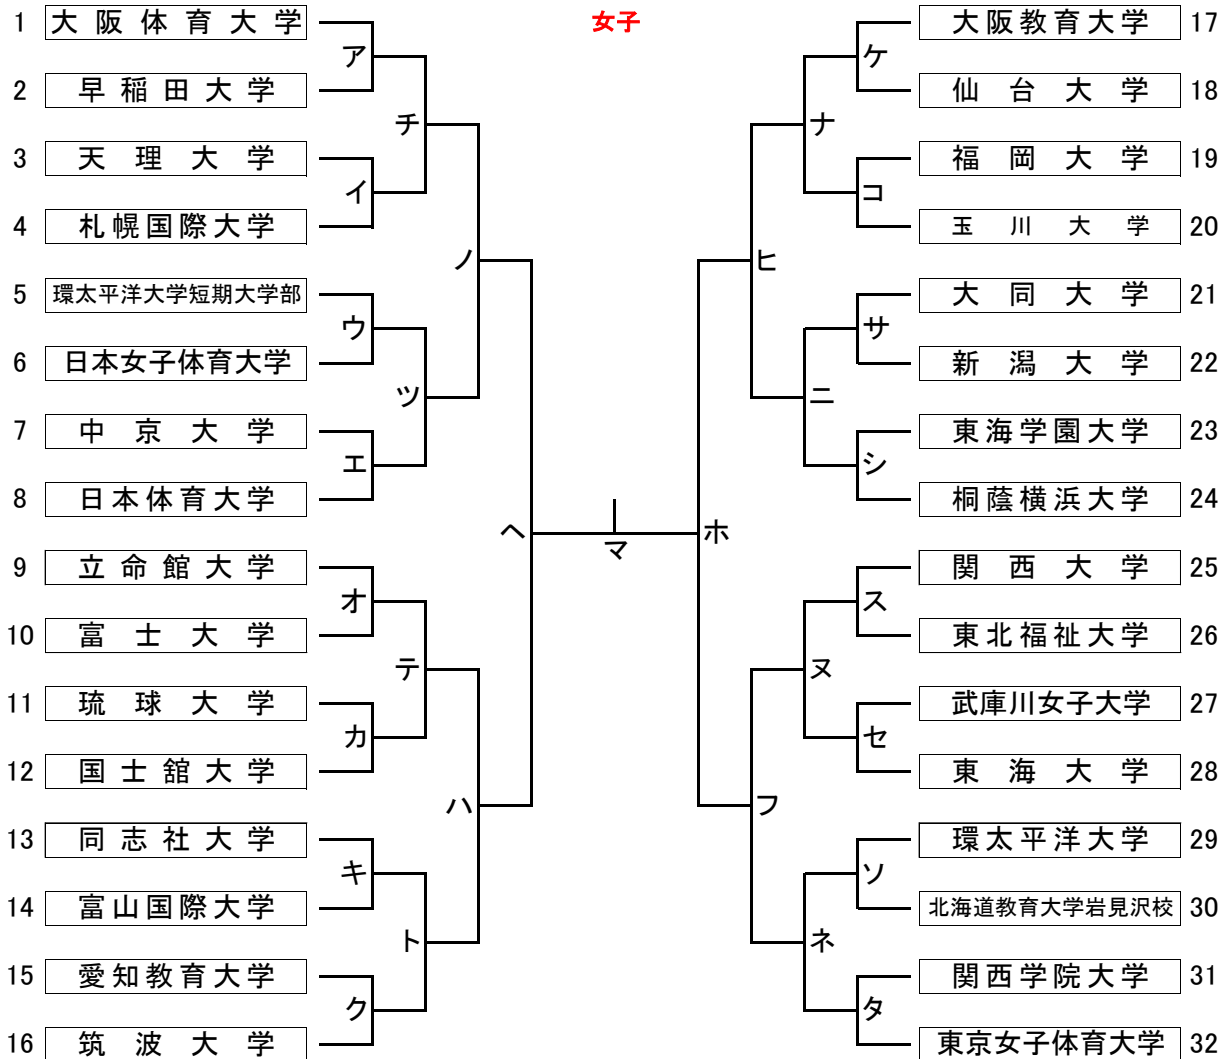 女子
1 大阪体育大学
ア
2 早稲田大学
チ
3 天理大学
イ
4 札幌国際大学
ノ
5 環太平洋大学短期大学部
ウ
6 日本女子体育大学
ツ
7 中京大学
エ
8 日本体育大学
ヘ
9 立命館大学
オ
10 富士大学
テ
11 琉球大学
カ
12 国士舘大学
ハ
13 同志社大学
キ
14 富山国際大学
ト
15 愛知教育大学
ク
16 筑波大学
マ
大阪教育大学 17
ケ
仙台大学 18
ナ
福岡大学 19
コ
玉川大学 20
ヒ
大同大学 21
サ
新潟大学 22
ニ
東海学園大学 23
シ
桐蔭横浜大学 24
ホ
関西大学 25
ス
東北福祉大学 26
ヌ
武庫川女子大学 27
セ
東海大学 28
フ
環太平洋大学 29
ソ
北海道教育大学岩見沢校 30
ネ
関西学院大学 31
タ
東京女子体育大学 32